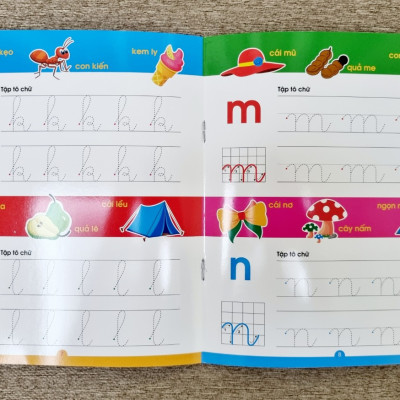 kẹo
con kiến
kem ly
Tập tô chữ
k k k k k
k k k k k
quả lê
cái lều
Tập tô chữ
l l l l l
l l l l l
cái mũ
quả me
m
Tập tô chữ
m m m
m m m m
cái nơ
cây nấm
n
Tập tô chữ
n n n
n n n n